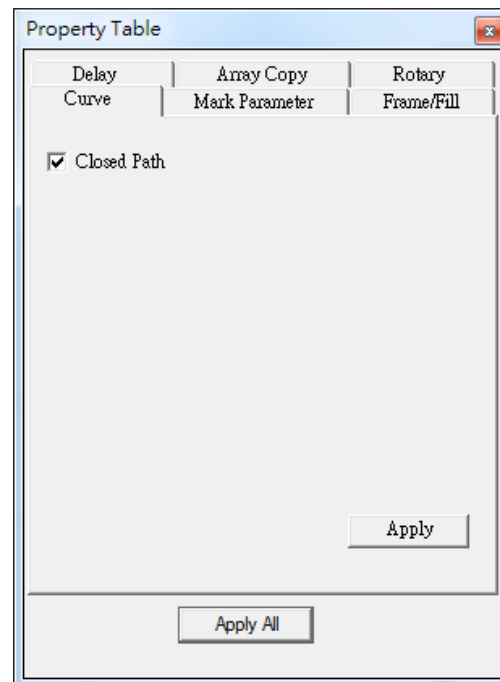 Property Table
Delay Array Copy Rotary
Curve Mark Parameter Frame/Fill
Closed Path
Apply
Apply All